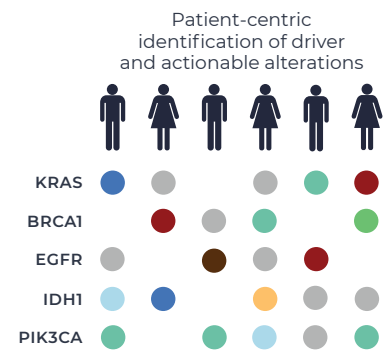 Patient-centric
identification of driver
and actionable alterations
KRAS
BRCA1
EGFR
IDH1
PIK3CA